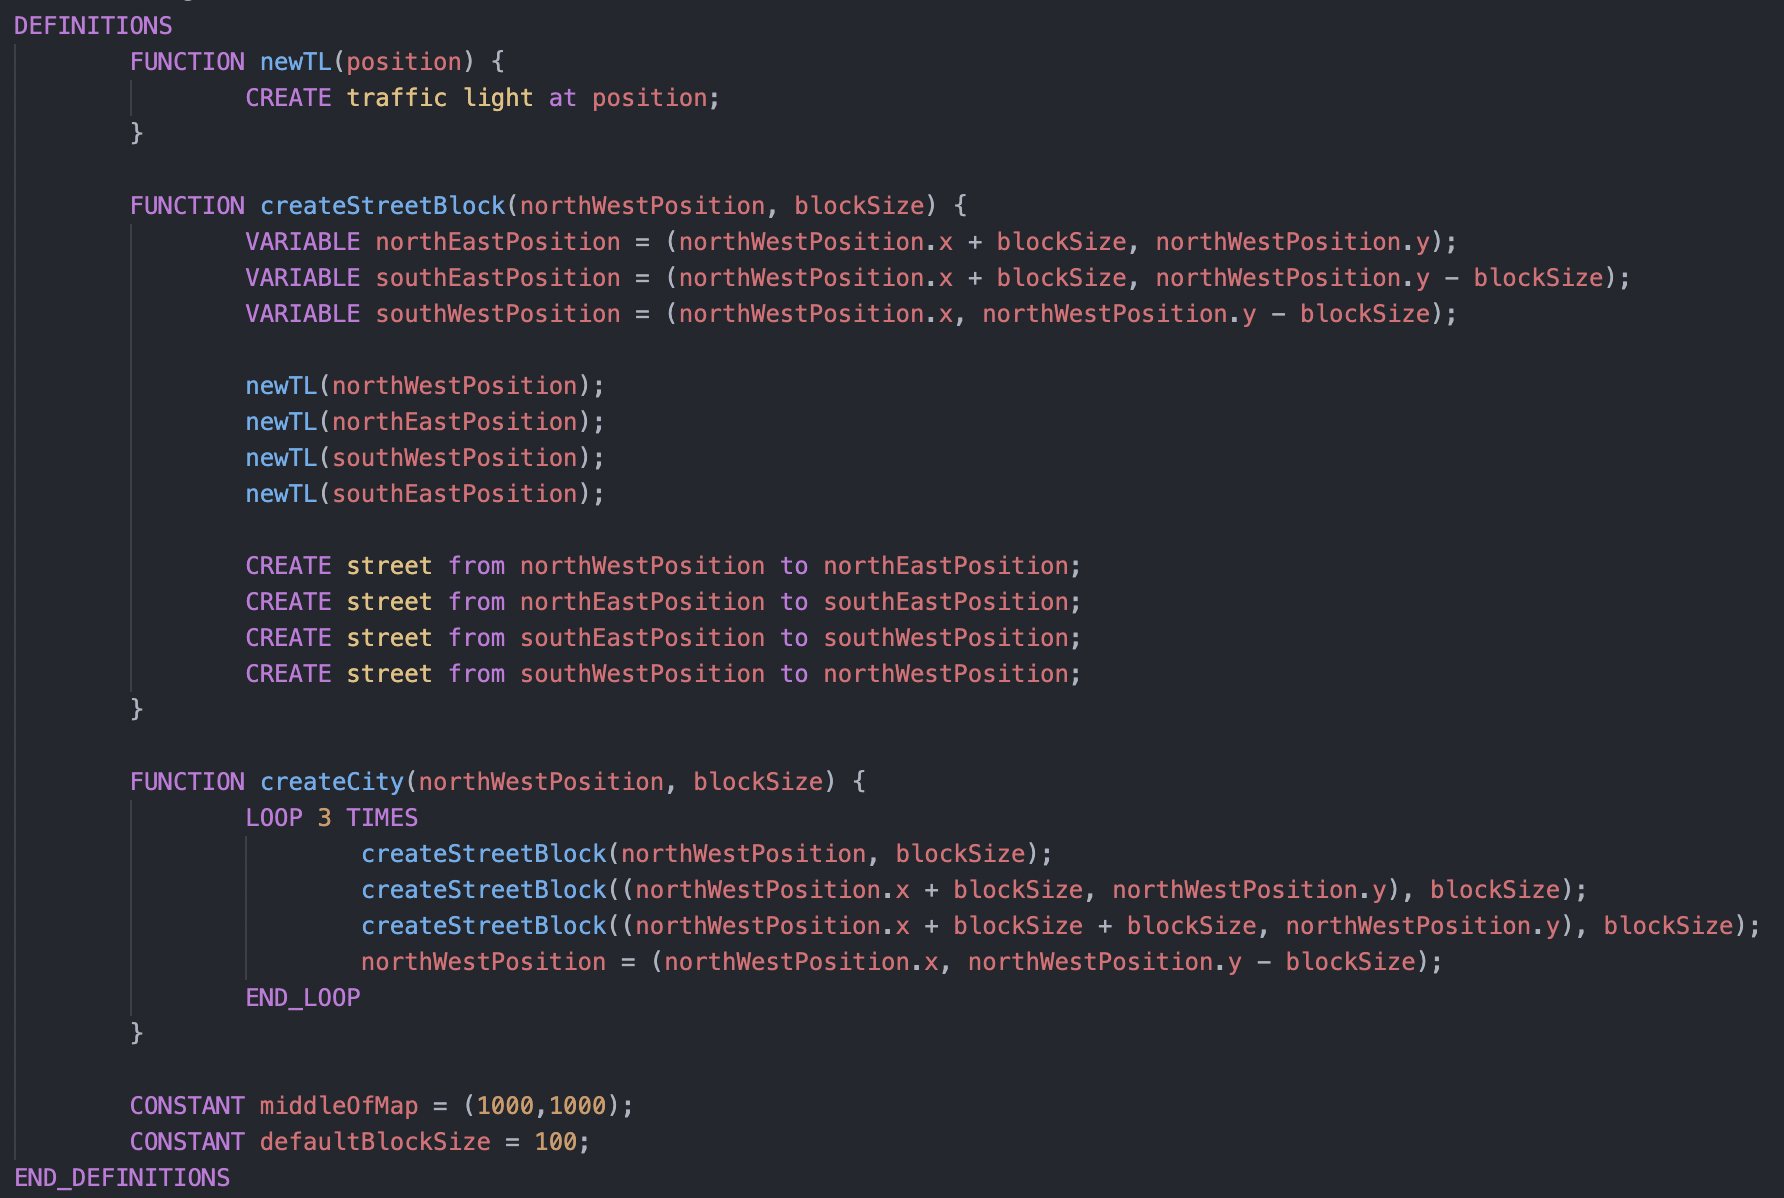 DEFINITIONS
FUNCTION newTL(position) {
CREATE traffic light at position;
}
FUNCTION createStreetBlock(northWestPosition, blockSize) {
VARIABLE northEastPosition = (northWestPosition.x + blockSize, northWestPosition.y);
VARIABLE southEastPosition = (northWestPosition.x + blockSize, northWestPosition.y - blockSize);
VARIABLE southWestPosition = (northWestPosition.x, northWestPosition.y - blockSize);
newTL(northWestPosition);
newTL(northEastPosition);
newTL(southWestPosition);
newTL(southEastPosition);
CREATE street from northWestPosition to northEastPosition;
CREATE street from northEastPosition to southEastPosition;
CREATE street from southEastPosition to southWestPosition;
CREATE street from southWestPosition to northWestPosition;
}
FUNCTION createCity(northWestPosition, blockSize) {
LOOP 3 TIMES
createStreetBlock(northWestPosition, blockSize);
createStreetBlock((northWestPosition.x + blockSize, northWestPosition.y), blockSize);
createStreetBlock((northWestPosition.x + blockSize + blockSize, northWestPosition.y), blockSize);
northWestPosition = (northWestPosition.x, northWestPosition.y - blockSize);
END_LOOP
}
CONSTANT middleOfMap = (1000,1000);
CONSTANT defaultBlockSize = 100;
END_DEFINITIONS